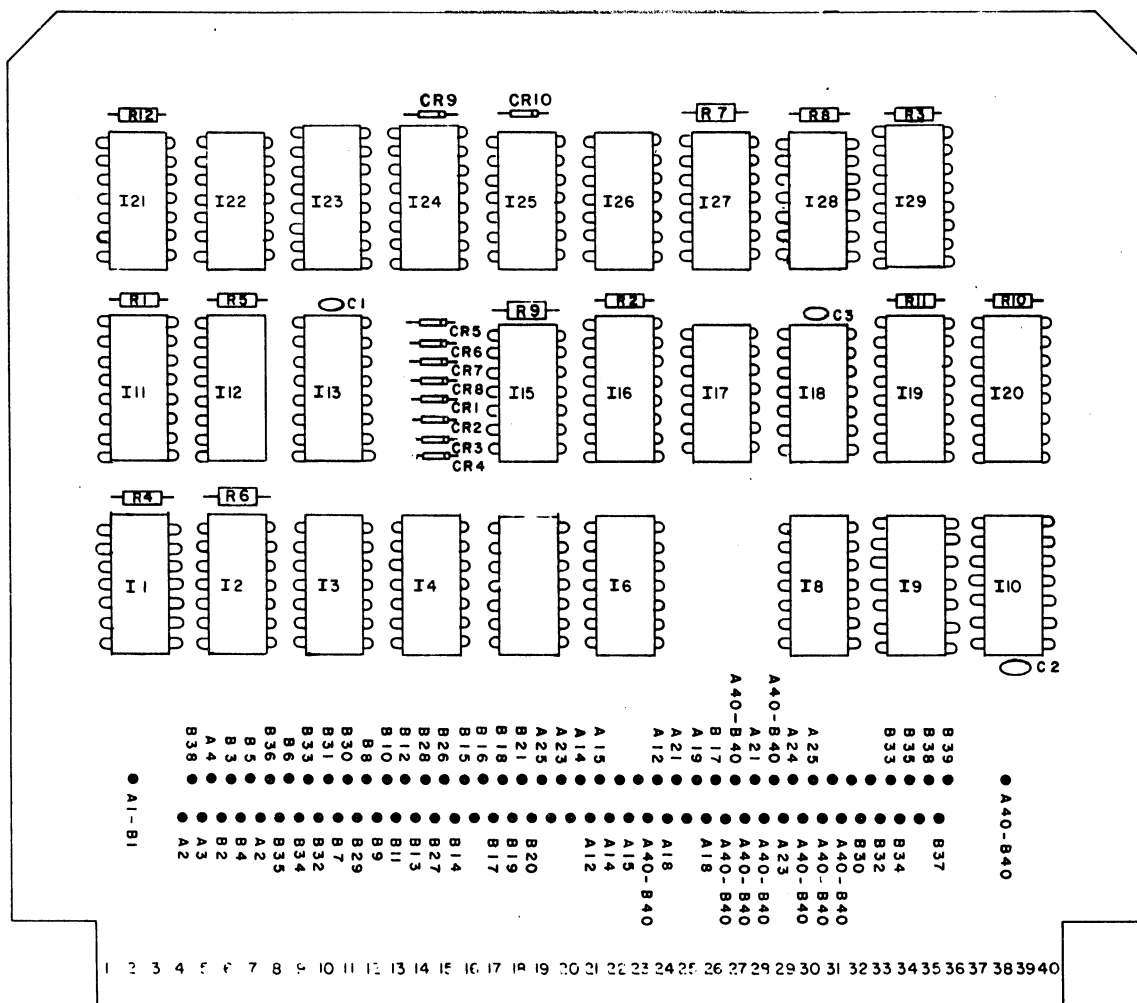 CR9 CR10
R12 R7 R8 R3
I21 I22 I23 I24 I25 I26 I27 I28 I29
R1 R5 C1 R9 R2 C3 R11 R10
CR5
CR6
CR7
CR8
CR1
CR2
CR3
CR4
I11 I12 I13 I15 I16 I17 I18 I19 I20
R4 R6
I1 I2 I3 I4 I6 I8 I9 I10
C2
B38 A4 B3 B5 B36 B6 B33 B31 B30 B8 B10 B12 B28 B26 B15 B16 B18 B21 A25 A23 A14 A15 A12 A21 A19 B17 A40-B40 A21 A40-B40 A24 A25 B33 B35 B38 B39
A1-B1 A2 A3 B2 B4 A2 B35 B34 B32 B7 B29 B9 B11 B13 B27 B14 B17 B19 B20 A12 A14 A15 A40-B40 A18 A18 A40-B40 A40-B40 A40-B40 A23 A40-B40 A40-B40 A40-B40 B30 B32 B34 B37 A40-B40
1 2 3 4 5 6 7 8 9 10 11 12 13 14 15 16 17 18 19 20 21 22 23 24 25 26 27 28 29 30 31 32 33 34 35 36 37 38 39 40